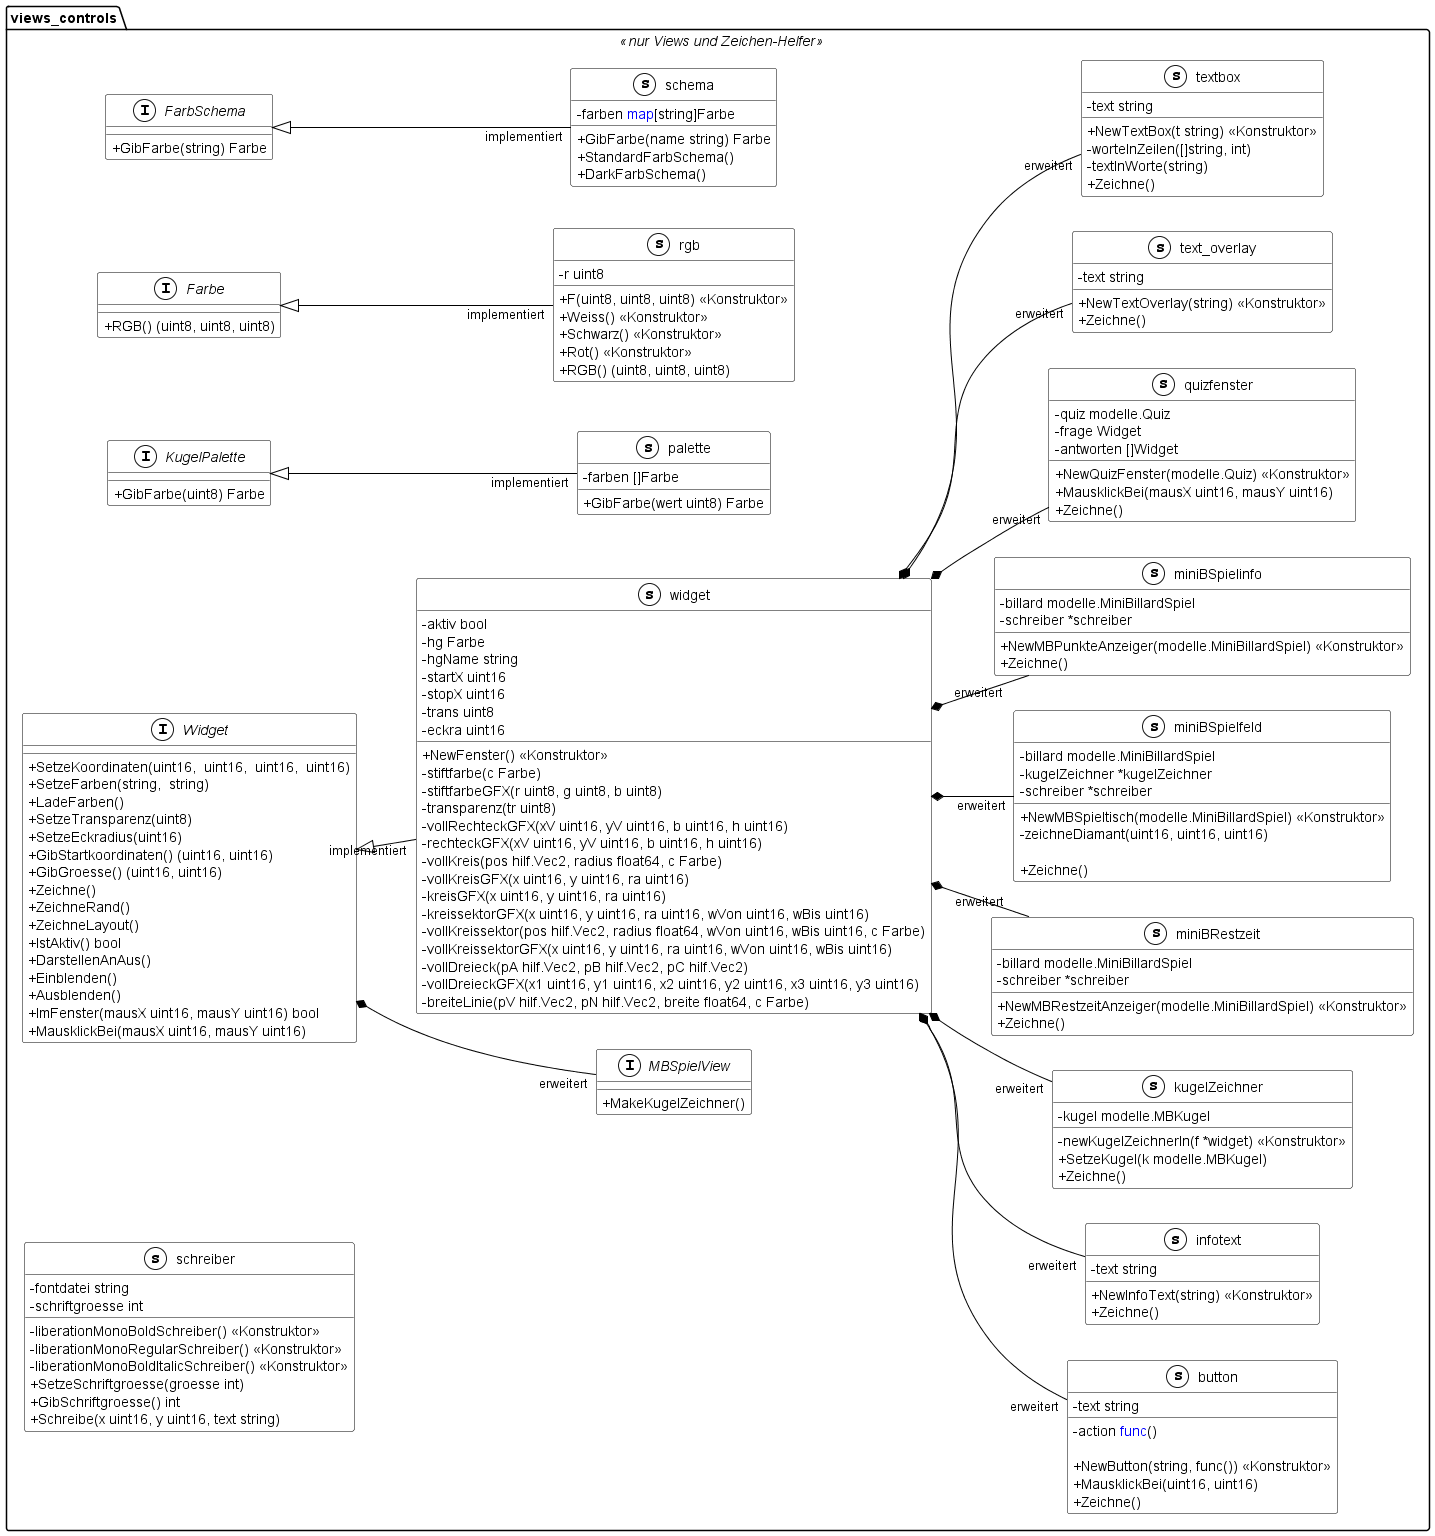 views_controls
«nur Views und Zeichen-Helfer»
I FarbSchema
+GibFarbe(string) Farbe
implementiert
S schema
-farben map[string]Farbe
+GibFarbe(name string) Farbe
+StandardFarbSchema()
+DarkFarbSchema()
I Farbe
+RGB() (uint8, uint8, uint8)
implementiert
S rgb
-r uint8
+F(uint8, uint8, uint8) «Konstruktor»
+Weiss() «Konstruktor»
+Schwarz() «Konstruktor»
+Rot() «Konstruktor»
+RGB() (uint8, uint8, uint8)
I KugelPalette
+GibFarbe(uint8) Farbe
implementiert
S palette
-farben []Farbe
+GibFarbe(wert uint8) Farbe
I Widget
+SetzeKoordinaten(uint16,  uint16,  uint16,  uint16)
+SetzeFarben(string,  string)
+LadeFarben()
+SetzeTransparenz(uint8)
+SetzeEckradius(uint16)
+GibStartkoordinaten() (uint16, uint16)
+GibGroesse() (uint16, uint16)
+Zeichne()
+ZeichneRand()
+ZeichneLayout()
+IstAktiv() bool
+DarstellenAnAus()
+Einblenden()
+Ausblenden()
+ImFenster(mausX uint16, mausY uint16) bool
+MausklickBei(mausX uint16, mausY uint16)
implementiert
S widget
-aktiv bool
-hg Farbe
-hgName string
-startX uint16
-stopX uint16
-trans uint8
-eckra uint16
+NewFenster() «Konstruktor»
-stiftfarbe(c Farbe)
-stiftfarbeGFX(r uint8, g uint8, b uint8)
-transparenz(tr uint8)
-vollRechteckGFX(xV uint16, yV uint16, b uint16, h uint16)
-rechteckGFX(xV uint16, yV uint16, b uint16, h uint16)
-vollKreis(pos hilf.Vec2, radius float64, c Farbe)
-vollKreisGFX(x uint16, y uint16, ra uint16)
-kreisGFX(x uint16, y uint16, ra uint16)
-kreissektorGFX(x uint16, y uint16, ra uint16, wVon uint16, wBis uint16)
-vollKreissektor(pos hilf.Vec2, radius float64, wVon uint16, wBis uint16, c Farbe)
-vollKreissektorGFX(x uint16, y uint16, ra uint16, wVon uint16, wBis uint16)
-vollDreieck(pA hilf.Vec2, pB hilf.Vec2, pC hilf.Vec2)
-vollDreieckGFX(x1 uint16, y1 uint16, x2 uint16, y2 uint16, x3 uint16, y3 uint16)
-breiteLinie(pV hilf.Vec2, pN hilf.Vec2, breite float64, c Farbe)
erweitert
I MBSpielView
+MakeKugelZeichner()
S schreiber
-fontdatei string
-schriftgroesse int
-liberationMonoBoldSchreiber() «Konstruktor»
-liberationMonoRegularSchreiber() «Konstruktor»
-liberationMonoBoldItalicSchreiber() «Konstruktor»
+SetzeSchriftgroesse(groesse int)
+GibSchriftgroesse() int
+Schreibe(x uint16, y uint16, text string)
erweitert
S textbox
-text string
+NewTextBox(t string) «Konstruktor»
-worteInZeilen([]string, int)
-textInWorte(string)
+Zeichne()
erweitert
S text_overlay
-text string
+NewTextOverlay(string) «Konstruktor»
+Zeichne()
erweitert
S quizfenster
-quiz modelle.Quiz
-frage Widget
-antworten []Widget
+NewQuizFenster(modelle.Quiz) «Konstruktor»
+MausklickBei(mausX uint16, mausY uint16)
+Zeichne()
erweitert
S miniBSpielinfo
-billard modelle.MiniBillardSpiel
-schreiber *schreiber
+NewMBPunkteAnzeiger(modelle.MiniBillardSpiel) «Konstruktor»
+Zeichne()
erweitert
S miniBSpielfeld
-billard modelle.MiniBillardSpiel
-kugelZeichner *kugelZeichner
-schreiber *schreiber
+NewMBSpieltisch(modelle.MiniBillardSpiel) «Konstruktor»
-zeichneDiamant(uint16, uint16, uint16)
+Zeichne()
erweitert
S miniBRestzeit
-billard modelle.MiniBillardSpiel
-schreiber *schreiber
+NewMBRestzeitAnzeiger(modelle.MiniBillardSpiel) «Konstruktor»
+Zeichne()
erweitert
S kugelZeichner
-kugel modelle.MBKugel
-newKugelZeichnerIn(f *widget) «Konstruktor»
+SetzeKugel(k modelle.MBKugel)
+Zeichne()
erweitert
S infotext
-text string
+NewInfoText(string) «Konstruktor»
+Zeichne()
erweitert
S button
-text string
-action func()
+NewButton(string, func()) «Konstruktor»
+MausklickBei(uint16, uint16)
+Zeichne()